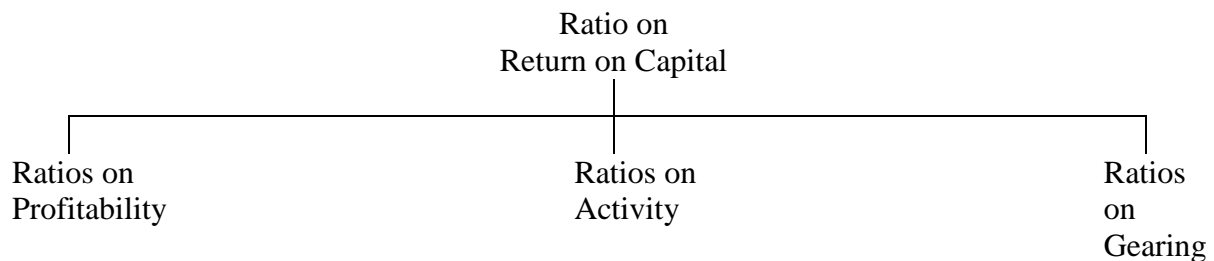 Ratio on
Return on Capital
Ratios on
Profitability
Ratios on
Activity
Ratios
on
Gearing